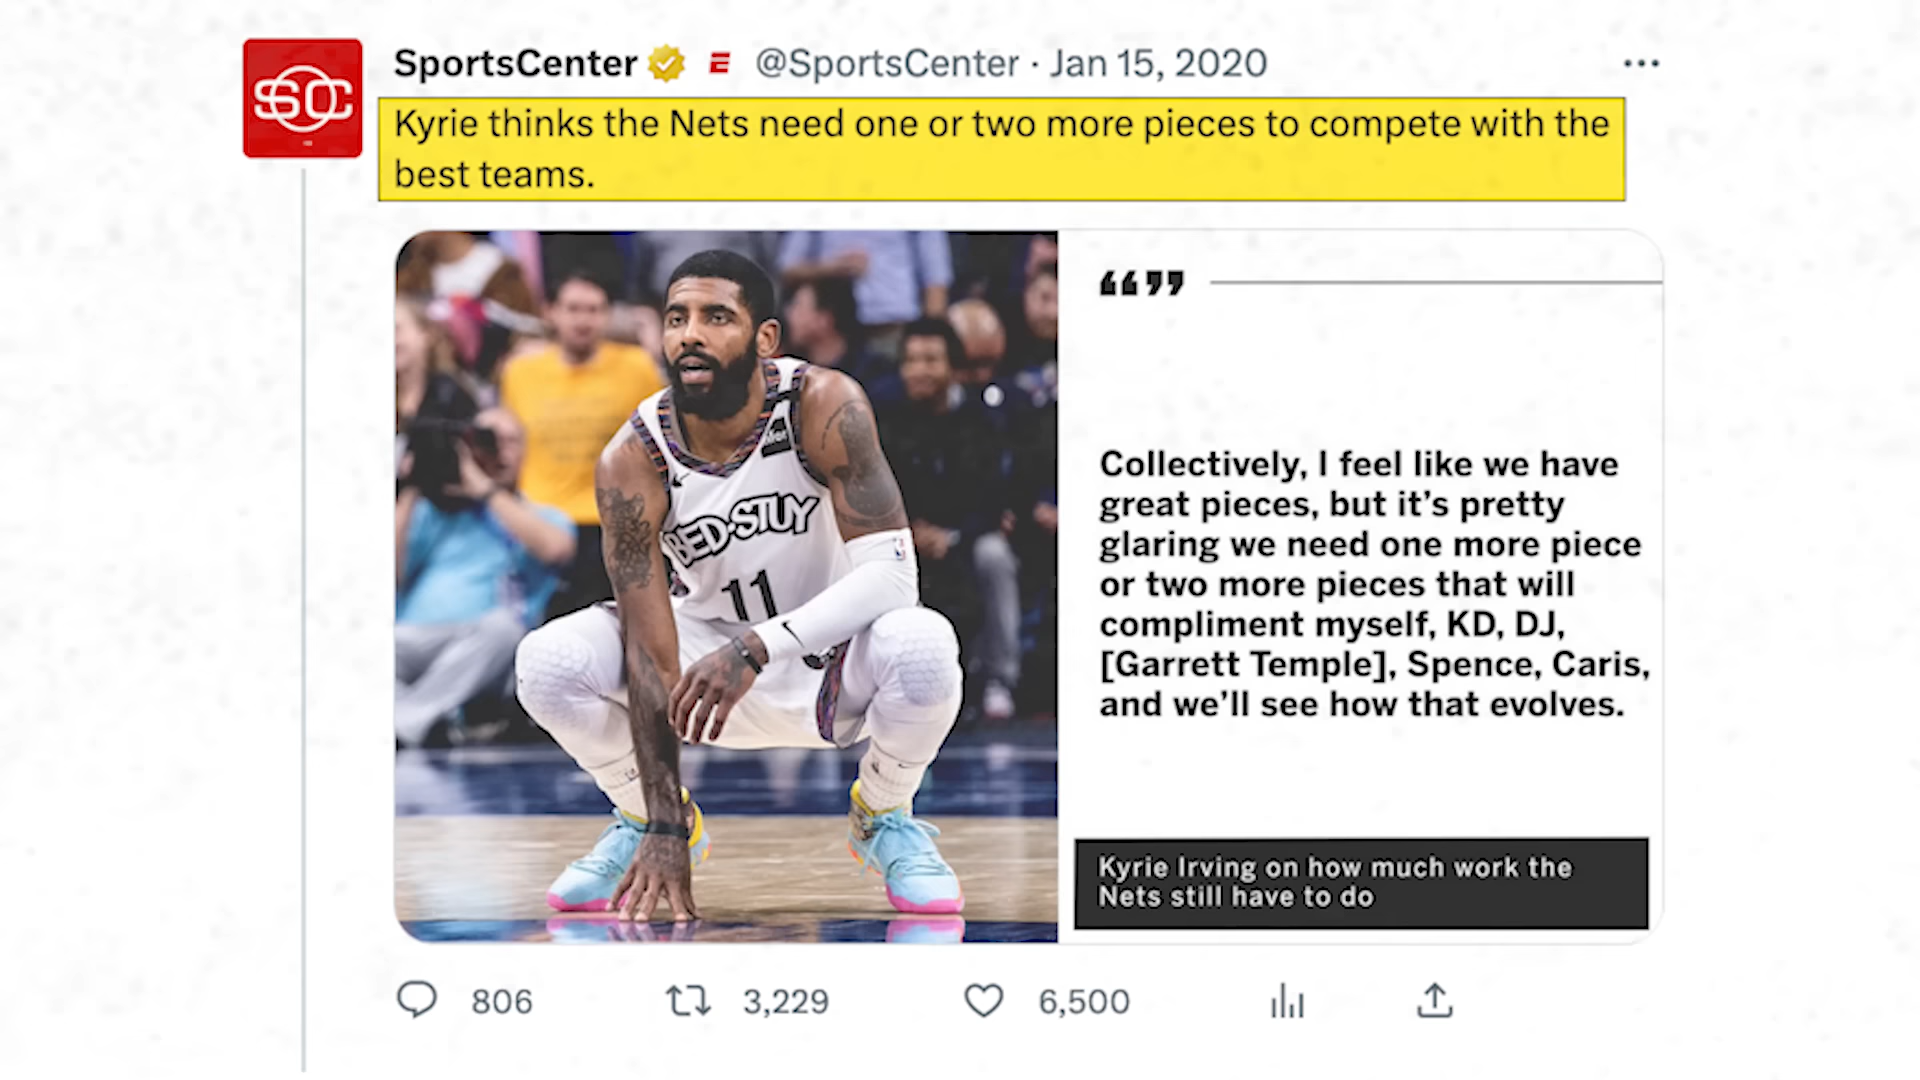 SportsCenter @SportsCenter · Jan 15, 2020
Kyrie thinks the Nets need one or two more pieces to compete with the
best teams.
SC
BED-STUY
11
Collectively, I feel like we have
great pieces, but it’s pretty
glaring we need one more piece
or two more pieces that will
compliment myself, KD, DJ,
[Garrett Temple], Spence, Caris,
and we’ll see how that evolves.
Kyrie Irving on how much work the
Nets still have to do
806 3,229 6,500